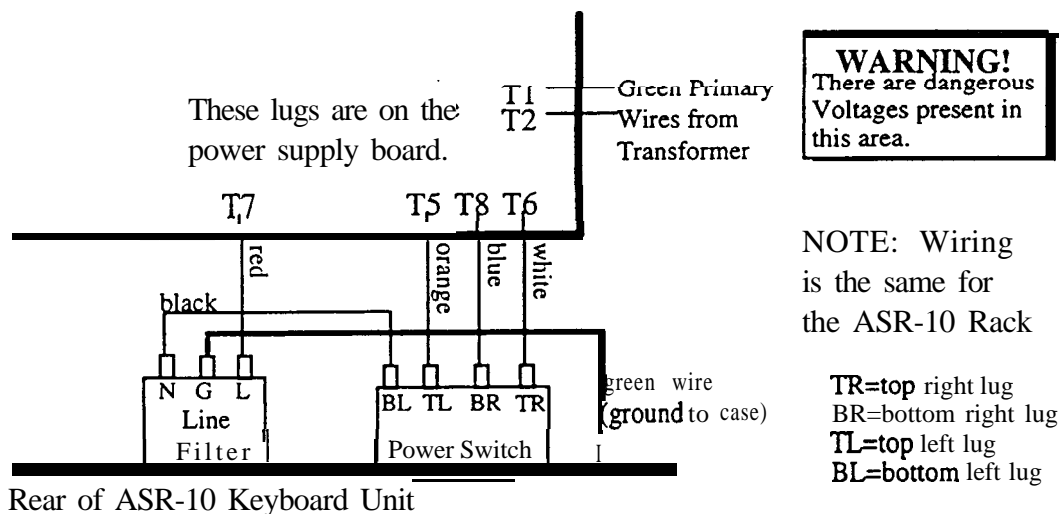 These lugs are on the
power supply board.
T1
T2
Green Primary
Wires from
Transformer
WARNING!
There are dangerous
Voltages present in
this area.
T7
T5 T8 T6
red
orange
blue
white
black
NOTE: Wiring
is the same for
the ASR-10 Rack
N G L
Line
Filter
BL TL BR TR
Power Switch
green wire
(ground to case)
TR=top right lug
BR=bottom right lug
TL=top left lug
BL=bottom left lug
Rear of ASR-10 Keyboard Unit